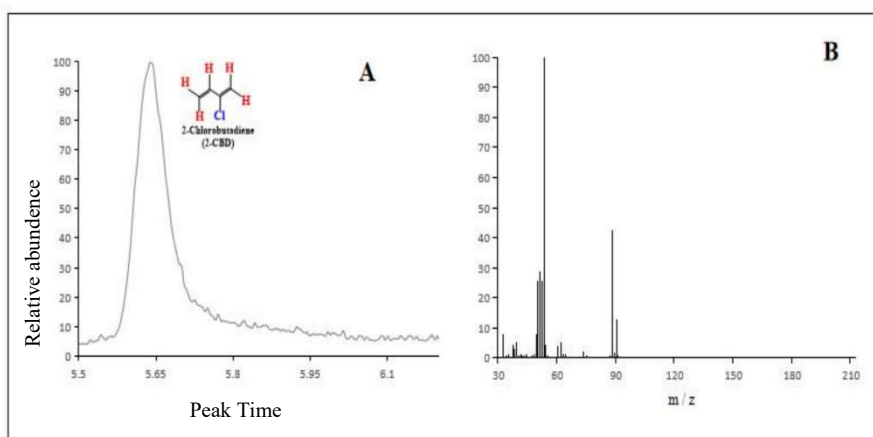 A
B
H
H
H
H
H
Cl
2-Chlorobutadiene
(2-CBD)
Relative abundence
100
90
80
70
60
50
40
30
20
10
0
5.5
5.65
5.8
5.95
6.1
Peak Time
100
90
80
70
60
50
40
30
20
10
0
30
60
90
120
150
180
210
m / z